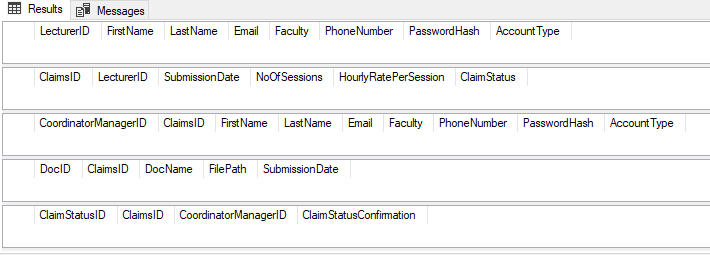 Results Messages
LecturerID FirstName LastName Email Faculty PhoneNumber PasswordHash AccountType
ClaimsID LecturerID SubmissionDate NoOfSessions HourlyRatePerSession ClaimStatus
CoordinatorManagerID ClaimsID FirstName LastName Email Faculty PhoneNumber PasswordHash AccountType
DocID ClaimsID DocName FilePath SubmissionDate
ClaimStatusID ClaimsID CoordinatorManagerID ClaimStatusConfirmation